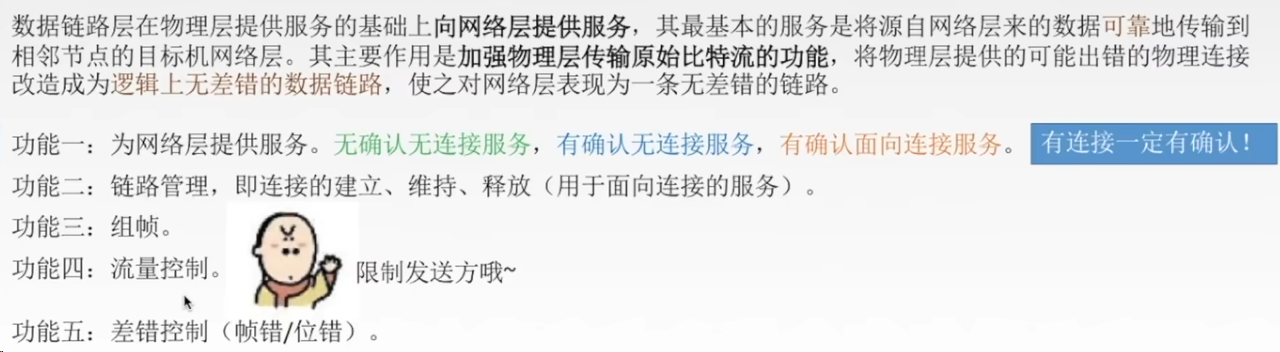 数据链路层在物理层提供服务的基础上向网络层提供服务，其最基本的服务是将源自网络层来的数据可靠地传输到
相邻节点的目标机网络层。其主要作用是加强物理层传输原始比特流的功能，将物理层提供的可能出错的物理连接
改造成为逻辑上无差错的数据链路，使之对网络层表现为一条无差错的链路。
功能一：为网络层提供服务。无确认无连接服务，有确认无连接服务，有确认面向连接服务。 有连接一定有确认！
功能二：链路管理，即连接的建立、维持、释放（用于面向连接的服务）。
功能三：组帧。
功能四：流量控制。 限制发送方哦~
功能五：差错控制（帧错/位错）。